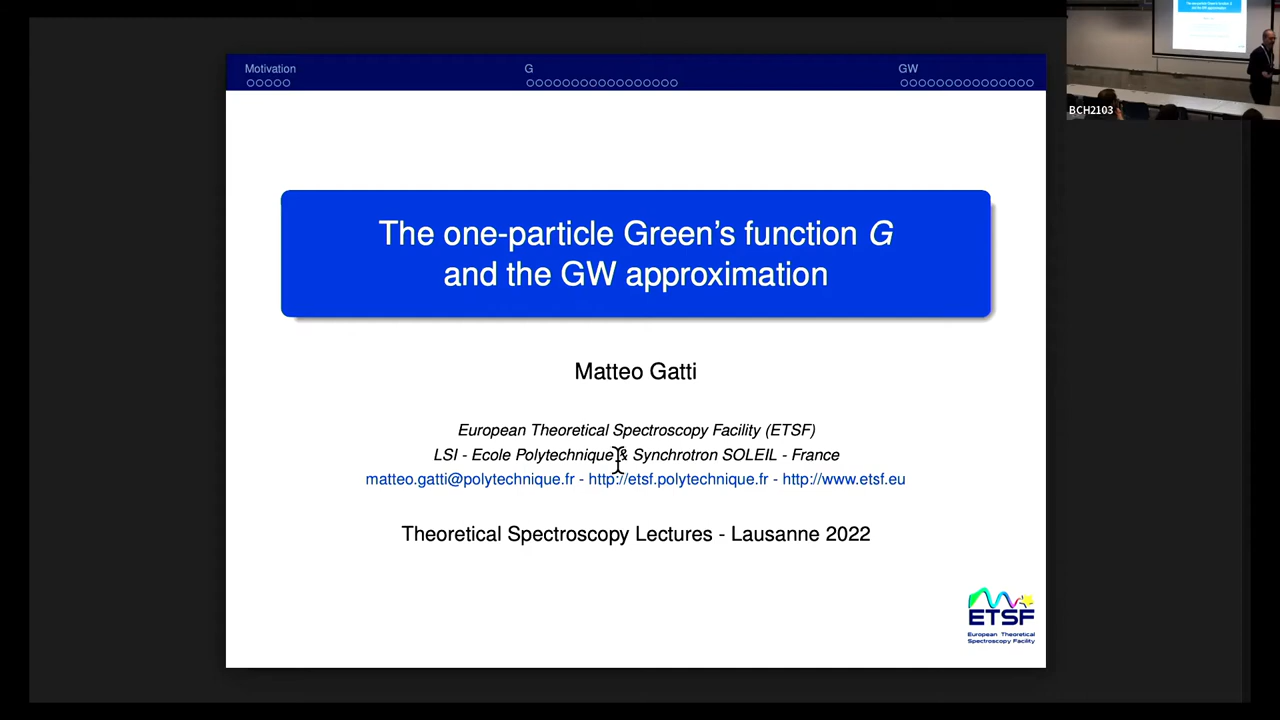 Motivation
G
GW
The one-particle Green's function G
and the GW approximation
Matteo Gatti
European Theoretical Spectroscopy Facility (ETSF)
LSI - Ecole Polytechnique & Synchrotron SOLEIL - France
matteo.gatti@polytechnique.fr - http://etsf.polytechnique.fr - http://www.etsf.eu
Theoretical Spectroscopy Lectures - Lausanne 2022
ETSF
European Theoretical
Spectroscopy Facility
BCH2103